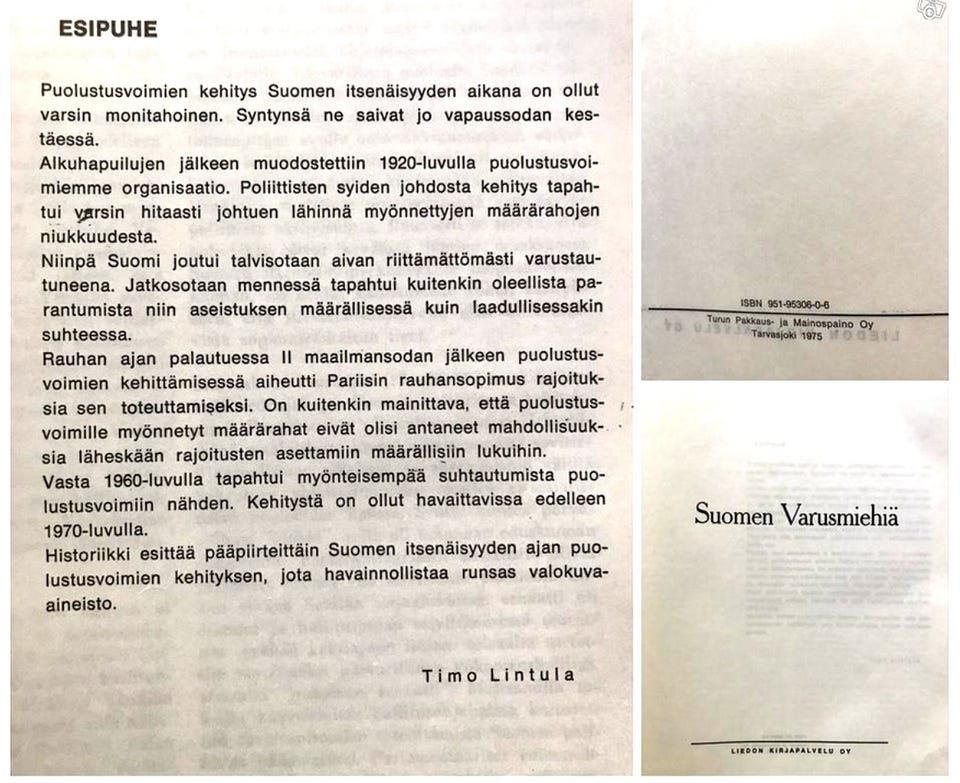 ESIPUHE
Puolustusvoimien kehitys Suomen itsenäisyyden aikana on ollut
varsin monitahoinen. Syntynsä ne saivat jo vapaussodan kes-
täessä.
Alkuhapuilujen jälkeen muodostettiin 1920-luvulla puolustusvoi-
miemme organisaatio. Poliittisten syiden johdosta kehitys tapah-
tui varsin hitaasti johtuen lähinnä myönnettyjen määrärahojen
niukkuudesta.
Niinpä Suomi joutui talvisotaan aivan riittämättömästi varustau-
tuneena. Jatkosotaan mennessä tapahtui kuitenkin oleellista pa-
rantumista niin aseistuksen määrällisessä kuin laadullisessakin
suhteessa.
Rauhan ajan palautuessa II maailmansodan jälkeen puolustus-
voimien kehittämisessä aiheutti Pariisin rauhansopimus rajoituk-
sia sen toteuttamiseksi. On kuitenkin mainittava, että puolustus-
voimille myönnetyt määrärahat eivät olisi antaneet mahdollisuuk-
sia läheskään rajoitusten asettamiin määrällisiin lukuihin.
Vasta 1960-luvulla tapahtui myönteisempää suhtautumista puo-
lustusvoimiin nähden. Kehitystä on ollut havaittavissa edelleen
1970-luvulla.
Historiikki esittää pääpiirteittäin Suomen itsenäisyyden ajan puo-
lustusvoimien kehityksen, jota havainnollistaa runsas valokuva-
aineisto.
Timo Lintula
ISBN 951-95306-0-6
Turun Pakkaus- ja Mainospaino Oy
Tarvasjoki 1975
Suomen Varusmiehiä
LIEDON KIRJAPALVELU OY